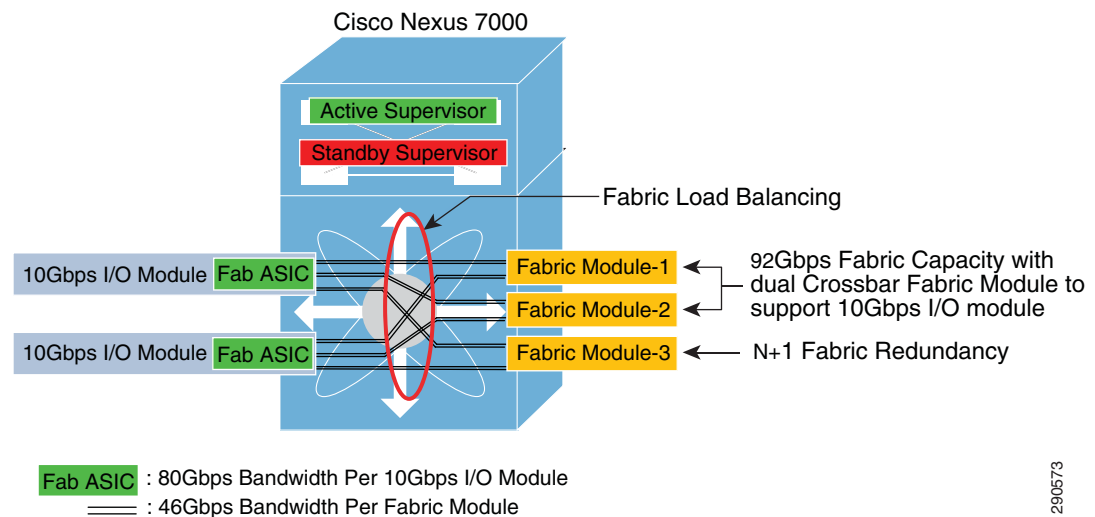 Cisco Nexus 7000
Active Supervisor
Standby Supervisor
Fabric Load Balancing
10Gbps I/O Module
Fab ASIC
10Gbps I/O Module
Fab ASIC
Fabric Module-1
Fabric Module-2
Fabric Module-3
92Gbps Fabric Capacity with
dual Crossbar Fabric Module to
support 10Gbps I/O module
N+1 Fabric Redundancy
Fab ASIC : 80Gbps Bandwidth Per 10Gbps I/O Module
: 46Gbps Bandwidth Per Fabric Module
290573